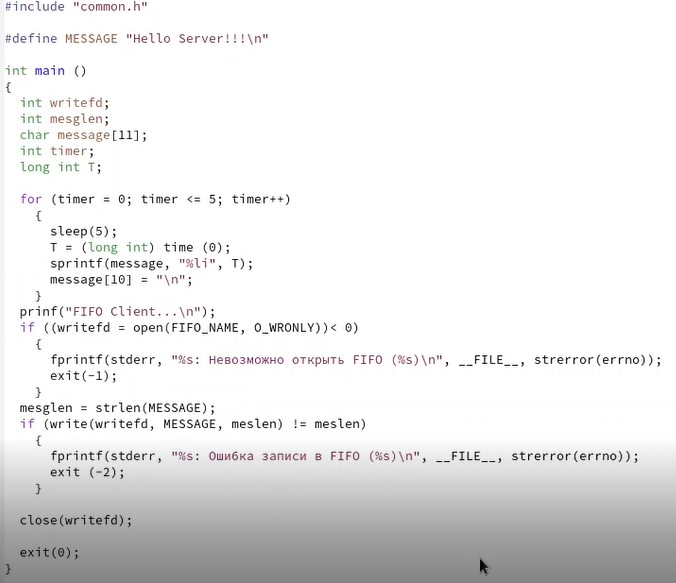 #include "common.h"
#define MESSAGE "Hello Server!!!\n"
int main ()
{
int writefd;
int mesglen;
char message[11];
int timer;
long int T;
for (timer = 0; timer <= 5; timer++)
{
sleep(5);
T = (long int) time (0);
sprintf(message, "%li", T);
message[10] = "\n";
}
prinf("FIFO Client...\n");
if ((writefd = open(FIFO_NAME, O_WRONLY))< 0)
{
fprintf(stderr, "%s: Невозможно открыть FIFO (%s)\n", __FILE__, strerror(errno));
exit(-1);
}
mesglen = strlen(MESSAGE);
if (write(writefd, MESSAGE, meslen) != meslen)
{
fprintf(stderr, "%s: Ошибка записи в FIFO (%s)\n", __FILE__, strerror(errno));
exit (-2);
}
close(writefd);
exit(0);
}